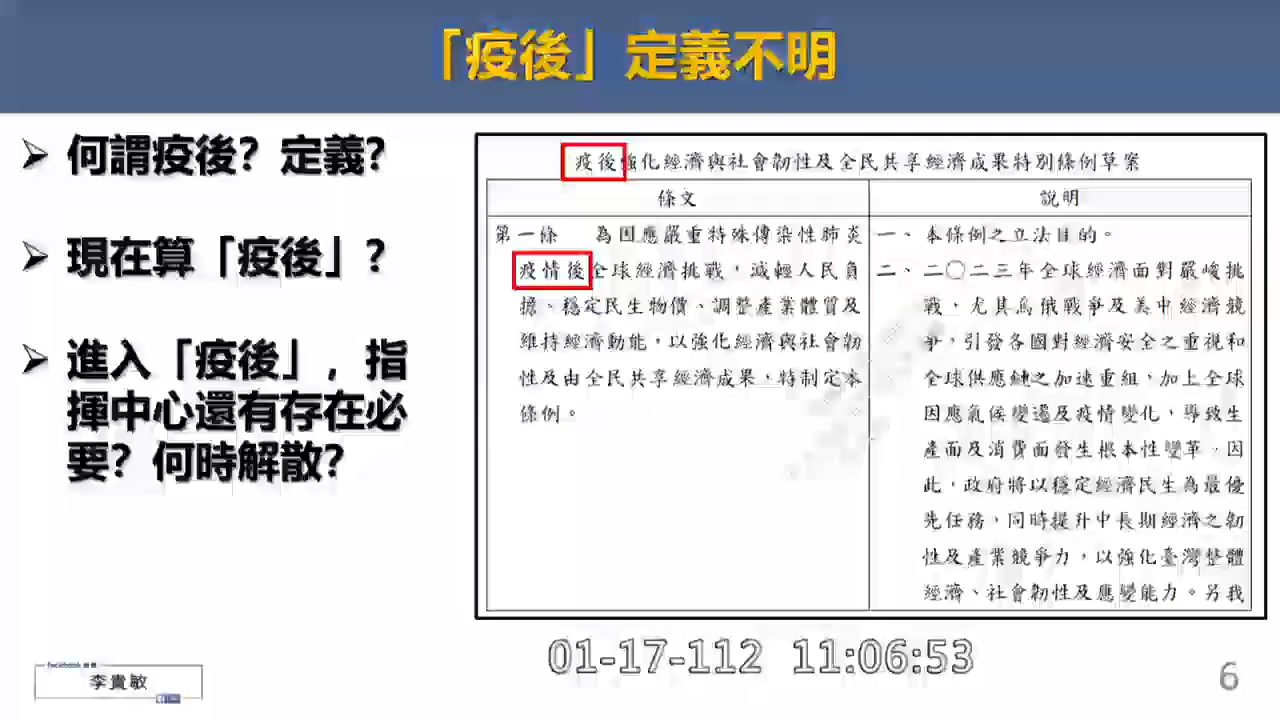 「疫後」定義不明
何謂疫後？定義？
現在算「疫後」？
進入「疫後」，指
揮中心還有存在必
要？何時解散？
疫後強化經濟與社會韌性及全民共享經濟成果特別條例草案
條文
說明
第一條　為因應嚴重特殊傳染性肺炎
疫情後全球經濟挑戰，減輕人民負
擔、穩定民生物價、調整產業體質及
維持經濟動能，以強化經濟與社會韌
性及由全民共享經濟成果，特制定本
條例。
一、本條例之立法目的。
二、二〇二三年全球經濟面對嚴峻挑
戰，尤其烏俄戰爭及美中經濟競
爭，引發各國對經濟安全之重視和
全球供應鏈之加速重組，加上全球
因應氣候變遷及疫情變化，導致生
產面及消費面發生根本性變革。因
此，政府將以穩定經濟民生為最優
先任務，同時提升中長期經濟之韌
性及產業競爭力，以強化臺灣整體
經濟、社會韌性及應變能力。另我
01-17-112 11:06:53
facebook
李貴敏
6